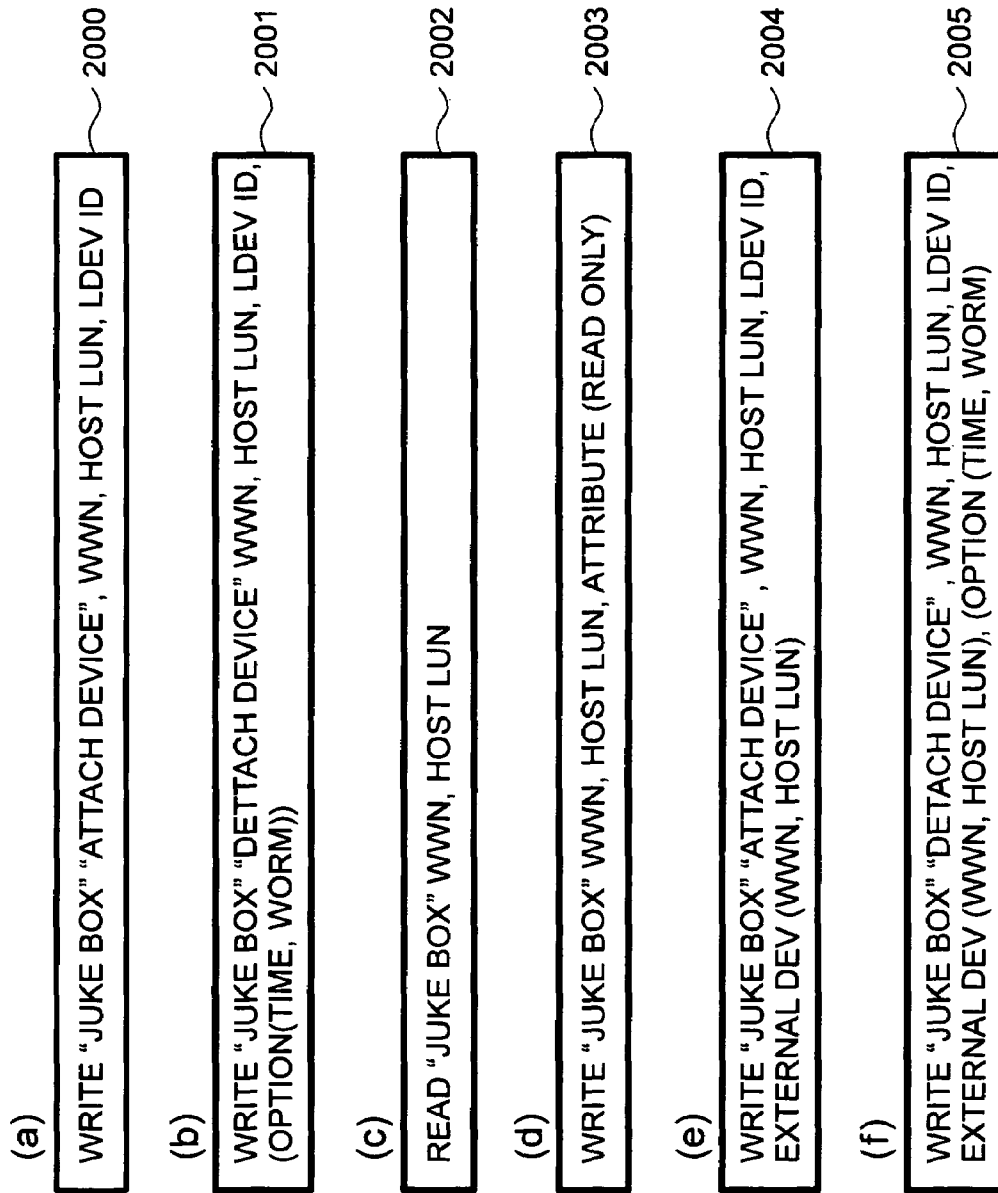 (a)
WRITE “JUKE BOX” “ATTACH DEVICE”, WWN, HOST LUN, LDEV ID
2000
(b)
WRITE “JUKE BOX” “DETTACH DEVICE” WWN, HOST LUN, LDEV ID,
(OPTION(TIME, WORM))
2001
(c)
READ “JUKE BOX” WWN, HOST LUN
2002
(d)
WRITE “JUKE BOX” WWN, HOST LUN, ATTRIBUTE (READ ONLY)
2003
(e)
WRITE “JUKE BOX” “ATTACH DEVICE” , WWN, HOST LUN, LDEV ID,
EXTERNAL DEV (WWN, HOST LUN)
2004
(f)
WRITE “JUKE BOX” “DETACH DEVICE” , WWN, HOST LUN, LDEV ID,
EXTERNAL DEV (WWN, HOST LUN), (OPTION (TIME, WORM)
2005